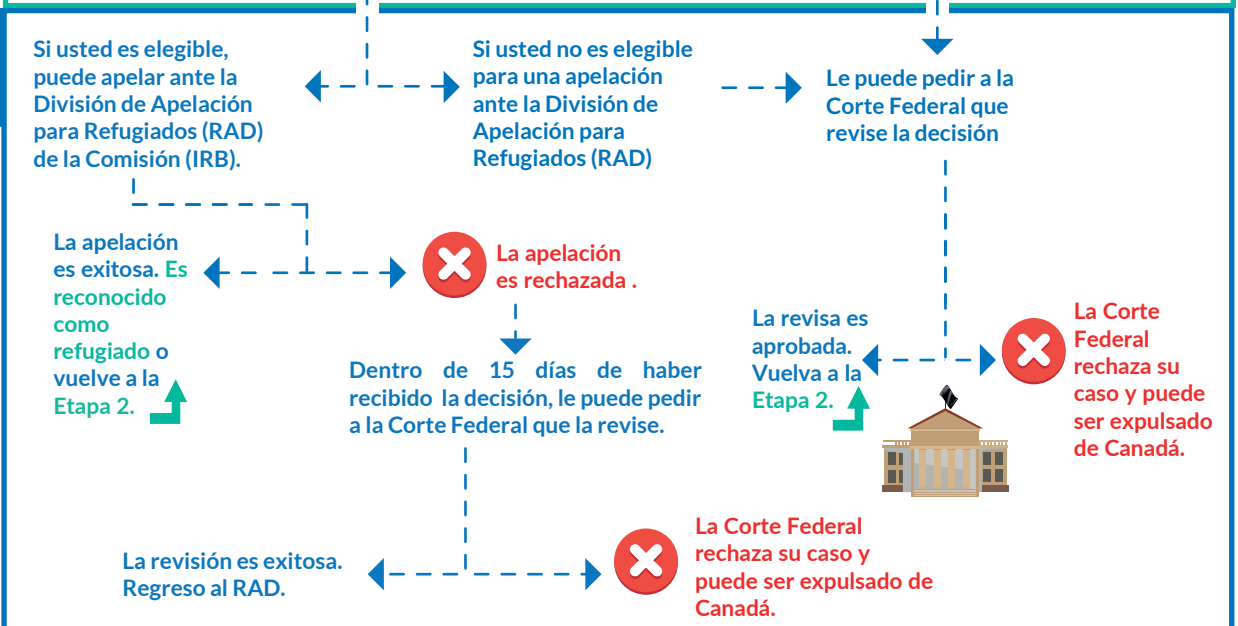 Si usted es elegible,
puede apelar ante la
División de Apelación
para Refugiados (RAD)
de la Comisión (IRB).
Si usted no es elegible
para una apelación
ante la División de
Apelación para
Refugiados (RAD)
Le puede pedir a la
Corte Federal que
revise la decisión
La apelación
es exitosa. Es
reconocido
como
refugiado o
vuelve a la
Etapa 2.
La apelación
es rechazada .
Dentro de 15 días de haber
recibido la decisión, le puede pedir
a la Corte Federal que la revise.
La revisa es
aprobada.
Vuelva a la
Etapa 2.
La Corte
Federal
rechaza su
caso y puede
ser expulsado
de Canadá.
La revisión es exitosa.
Regreso al RAD.
La Corte Federal
rechaza su caso y
puede ser expulsado de
Canadá.